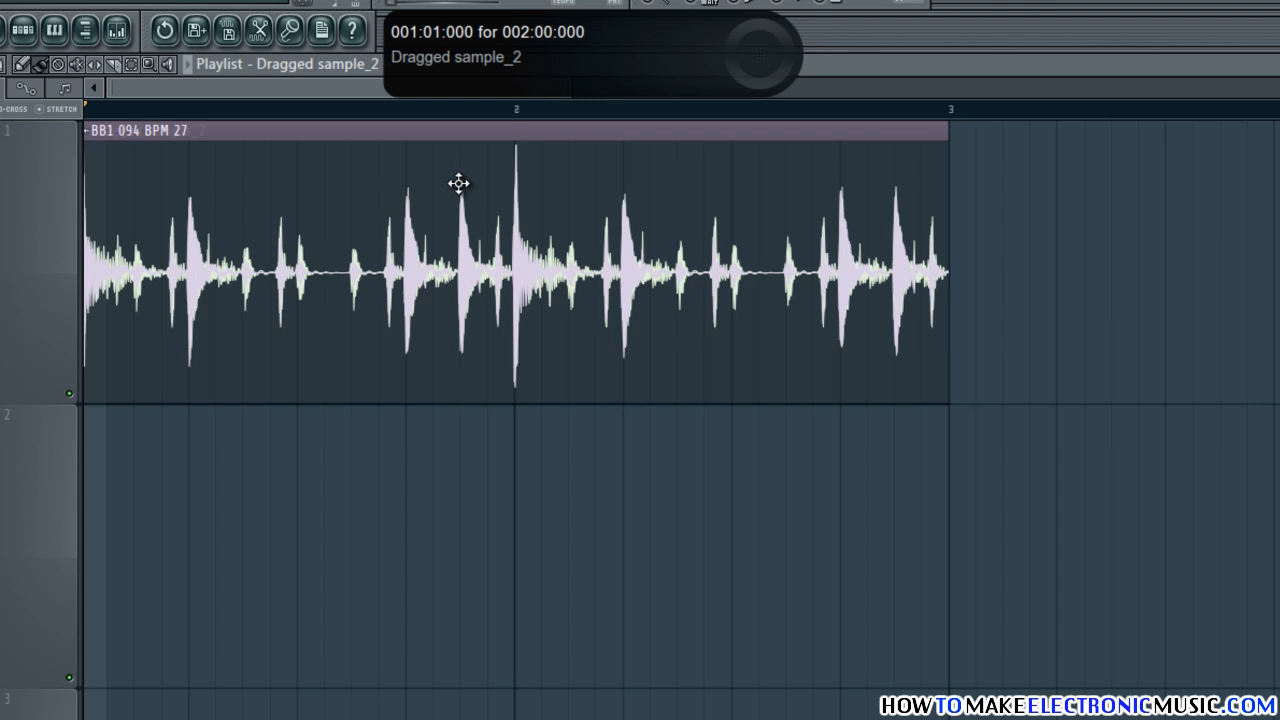 001:01:000 for 002:00:000
Dragged sample_2
Playlist - Dragged sample_2
STRETCH
2
3
1
BB1 094 BPM 27
2
3
HOWTOMAKEELECTRONICMUSIC.COM